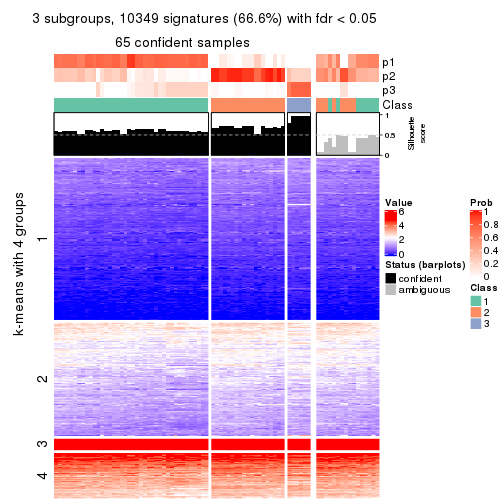 3 subgroups, 10349 signatures (66.6%) with fdr < 0.05
65 confident samples
p1
p2
p3
Class
1
0.5
0
Silhouette
score
k-means with 4 groups
1
2
3
4
Value
6
4
2
0
Status (barplots)
confident
ambiguous
Prob
1
0.8
0.6
0.4
0.2
0
Class
1
2
3